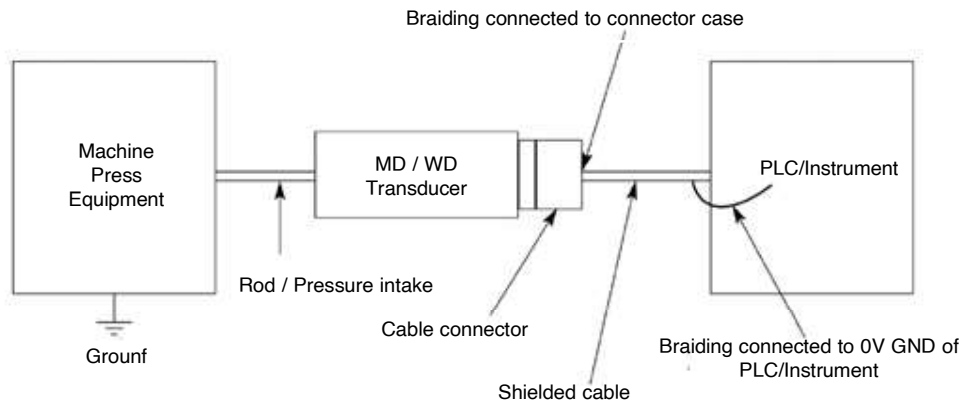 Braiding connected to connector case
Machine
Press
Equipment
MD / WD
Transducer
PLC/Instrument
Rod / Pressure intake
Cable connector
Grounf
Braiding connected to 0V GND of
PLC/Instrument
Shielded cable